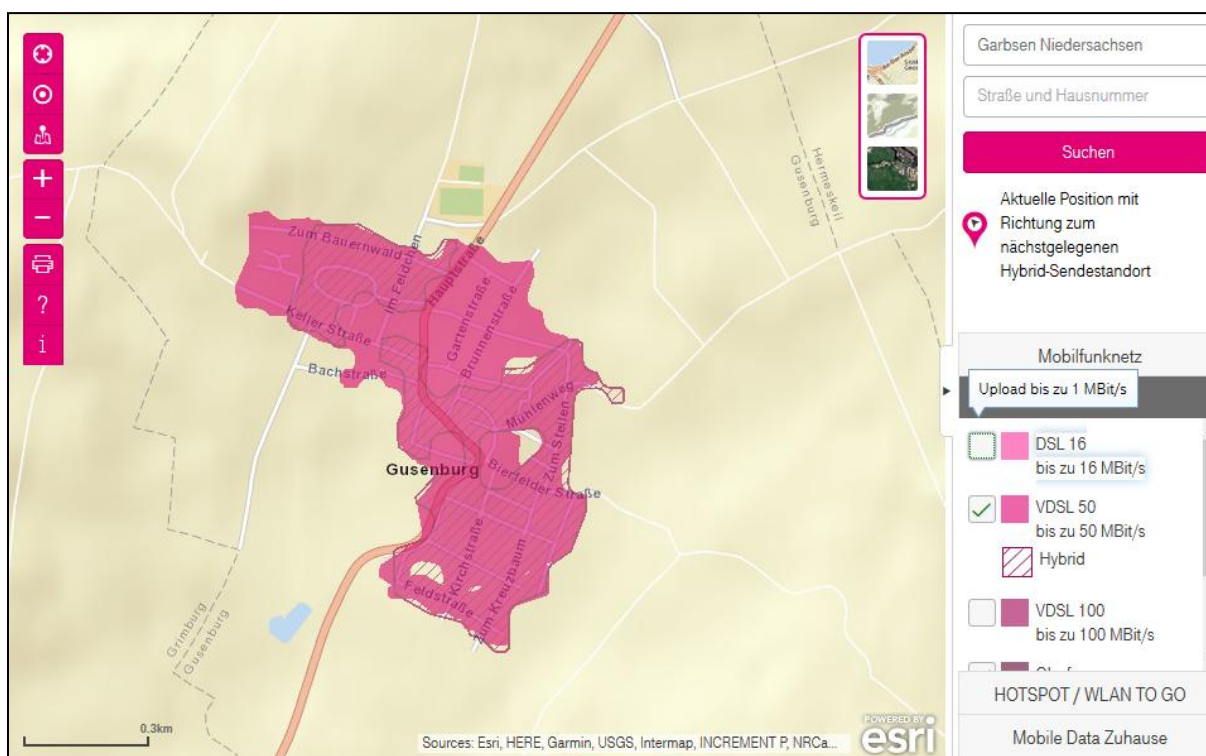 Zum Bauernwald
Im Feldchen
Hauptstraße
Keller Straße
Gartenstraße
Brunnenstraße
Bachstraße
Mühlenweg
Zum Steilen
Gusenburg
Bierfelder Straße
Kirchstraße
Zum Kreuzbaum
Feldstraße
Hermeskeil
Gusenburg
Grimburg
Gusenburg
0.3km
Sources: Esri, HERE, Garmin, USGS, Intermap, INCREMENT P, NRCa...
POWERED BY
esri
?
i
Garbsen Niedersachsen
Straße und Hausnummer
Suchen
Aktuelle Position mit
Richtung zum
nächstgelegenen
Hybrid-Sendestandort
Mobilfunknetz
Upload bis zu 1 MBit/s
DSL 16
bis zu 16 MBit/s
VDSL 50
bis zu 50 MBit/s
Hybrid
VDSL 100
bis zu 100 MBit/s
HOTSPOT / WLAN TO GO
Mobile Data Zuhause